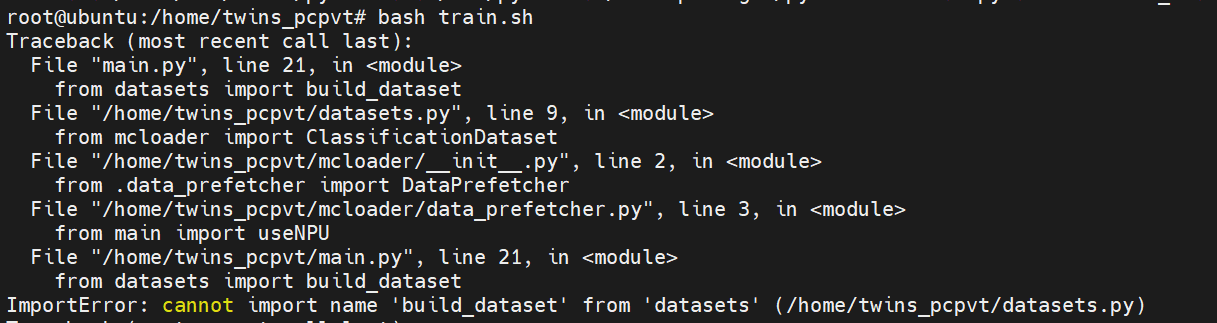 root@ubuntu:/home/twins_pcpvt# bash train.sh
Traceback (most recent call last):
  File "main.py", line 21, in <module>
    from datasets import build_dataset
  File "/home/twins_pcpvt/datasets.py", line 9, in <module>
    from mcloader import ClassificationDataset
  File "/home/twins_pcpvt/mcloader/__init__.py", line 2, in <module>
    from .data_prefetcher import DataPrefetcher
  File "/home/twins_pcpvt/mcloader/data_prefetcher.py", line 3, in <module>
    from main import useNPU
  File "/home/twins_pcpvt/main.py", line 21, in <module>
    from datasets import build_dataset
ImportError: cannot import name 'build_dataset' from 'datasets' (/home/twins_pcpvt/datasets.py)